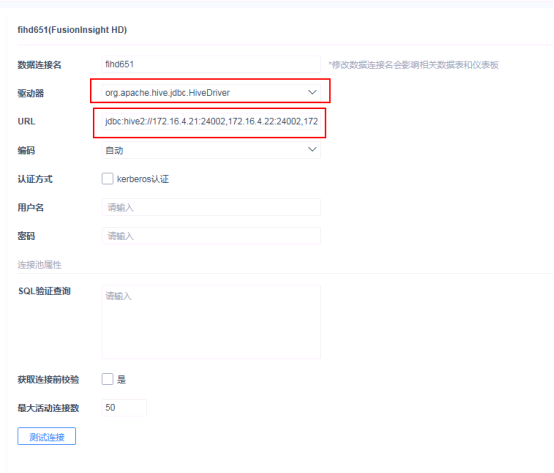 fihd651(FusionInsight HD)
数据连接名 fihd651 *修改数据连接名会影响相关数据表和仪表板
驱动器 org.apache.hive.jdbc.HiveDriver
URL jdbc:hive2://172.16.4.21:24002,172.16.4.22:24002,172
编码 自动
认证方式 kerberos认证
用户名 请输入
密码 请输入
连接池属性
SQL验证查询 请输入
获取连接前校验 是
最大活动连接数 50
测试连接